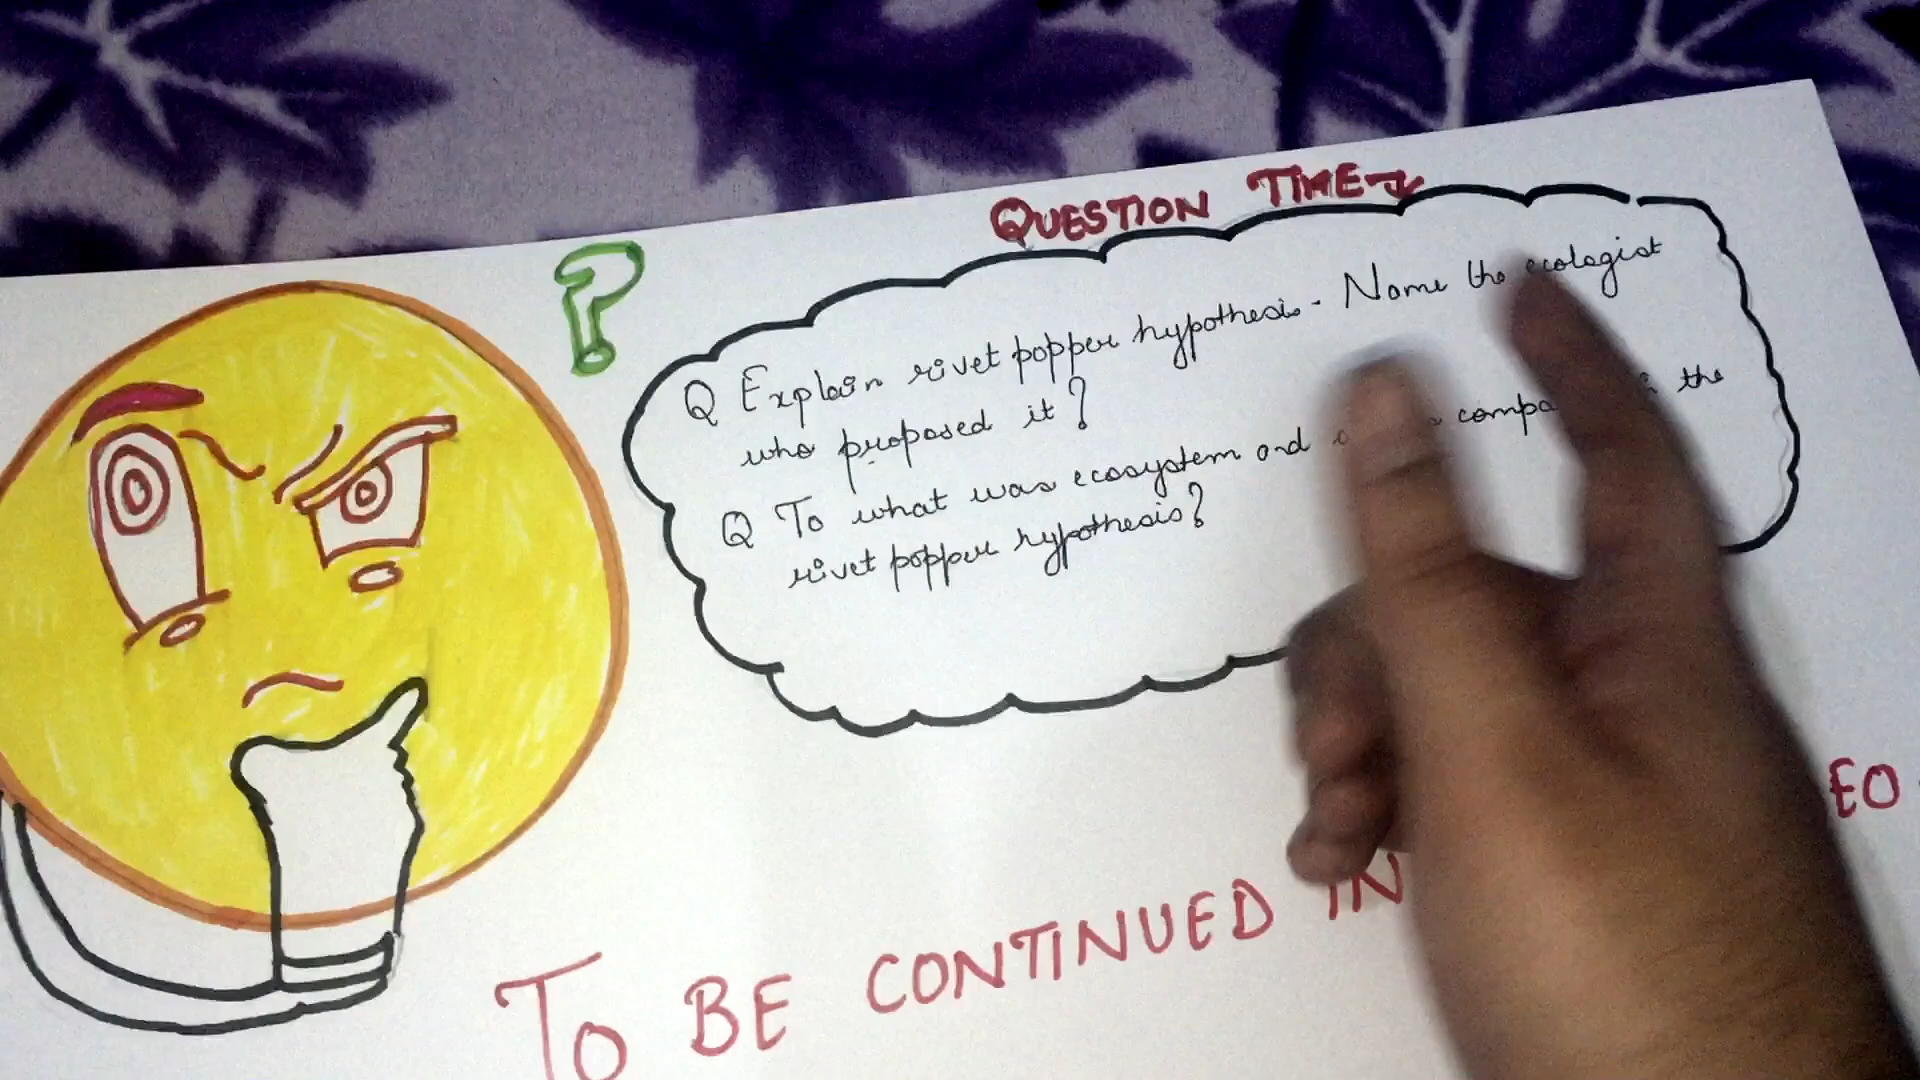 QUESTION TIME
?
Q Explain rivet popper hypothesis. Name the ecologist
who proposed it?
Q To what was ecosystem and the
rivet popper hypothesis?
TO BE CONTINUED IN
EO